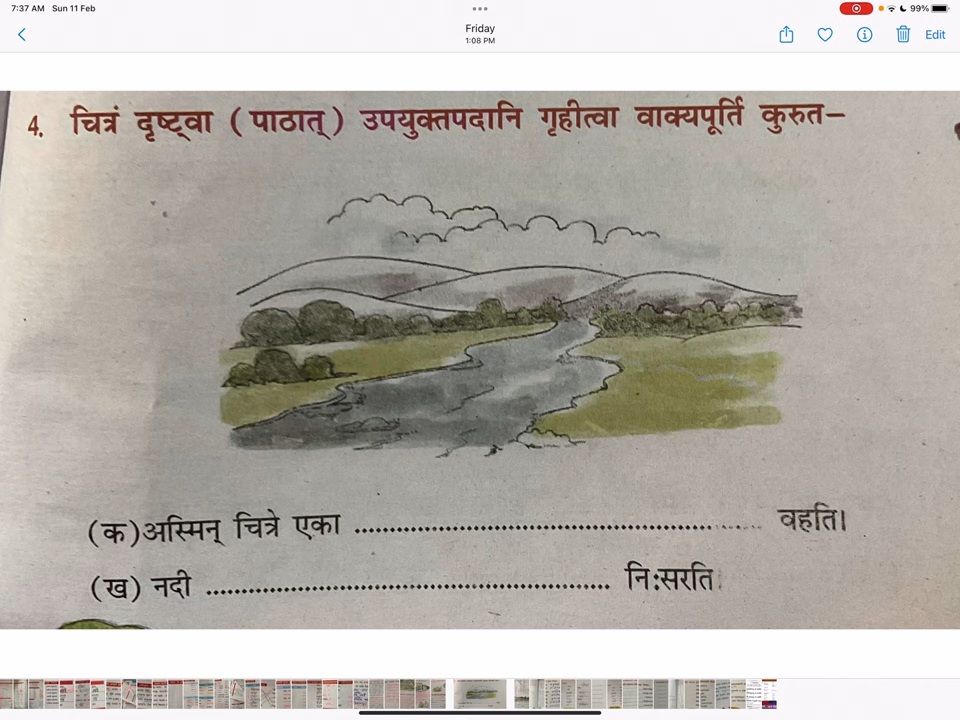 7:37 AM Sun 11 Feb
99%
Friday
1:08 PM
Edit
4. चित्रं दृष्ट्वा (पाठात्) उपयुक्तपदानि गृहीत्वा वाक्यपूर्तिं कुरुत–
(क) अस्मिन् चित्रे एका .................................................... वहति।
(ख) नदी .................................................... नि:सरति